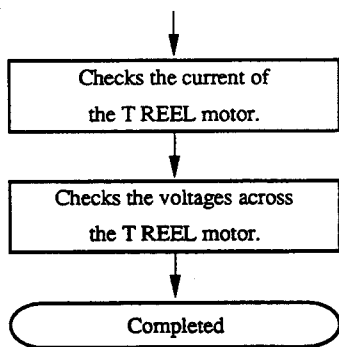 Checks the current of
the T REEL motor.
Checks the voltages across
the T REEL motor.
Completed